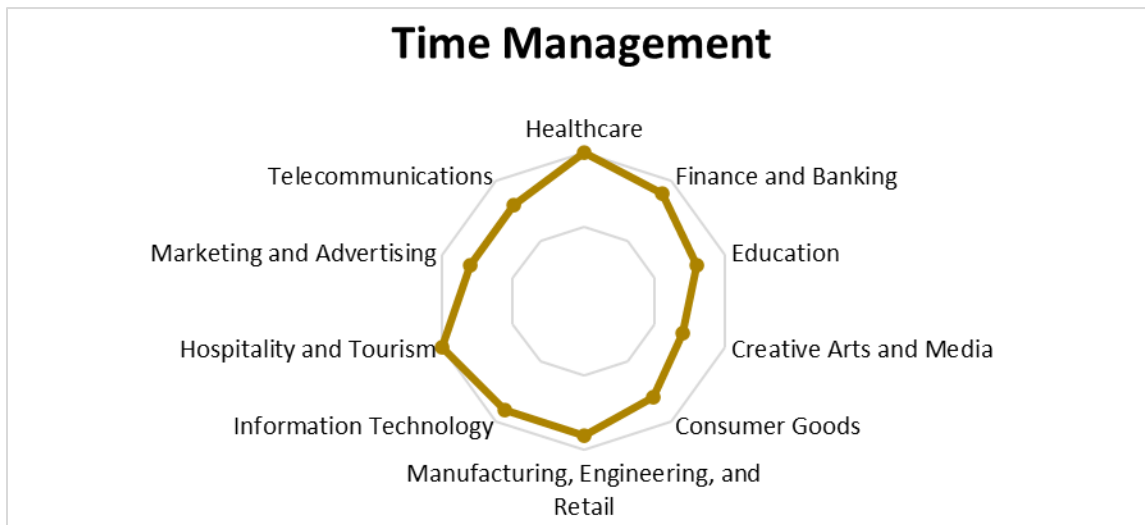 Time Management
Healthcare
Telecommunications
Finance and Banking
Marketing and Advertising
Education
Hospitality and Tourism
Creative Arts and Media
Information Technology
Consumer Goods
Manufacturing, Engineering, and
Retail